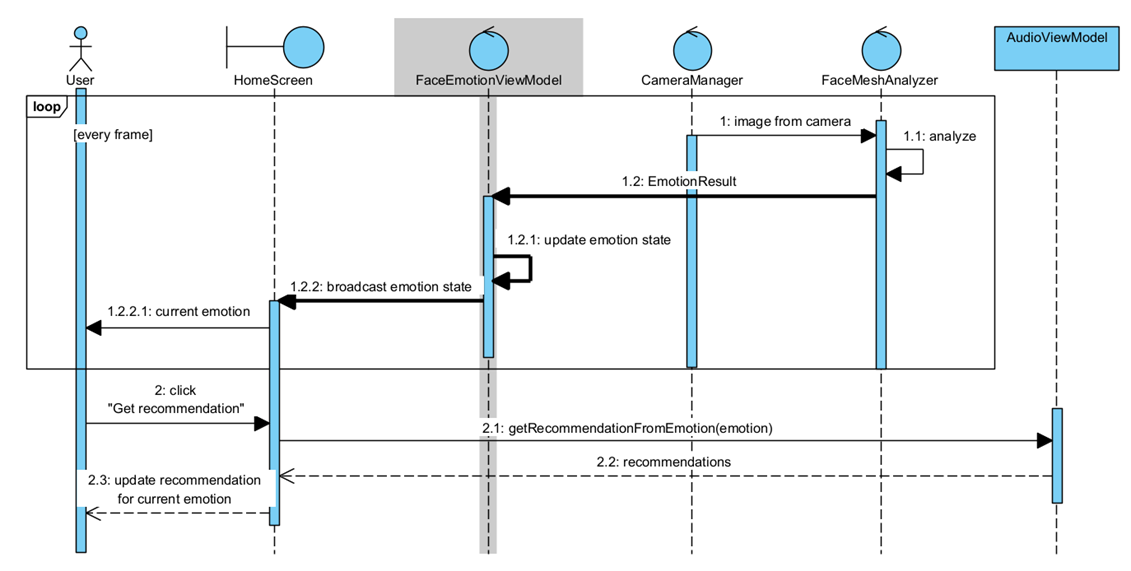 AudioViewModel
User
HomeScreen
FaceEmotionViewModel
CameraManager
FaceMeshAnalyzer
loop
[every frame]
1: image from camera
1.1: analyze
1.2: EmotionResult
1.2.1: update emotion state
1.2.2: broadcast emotion state
1.2.2.1: current emotion
2: click
"Get recommendation"
2.1: getRecommendationFromEmotion(emotion)
2.2: recommendations
2.3: update recommendation
for current emotion